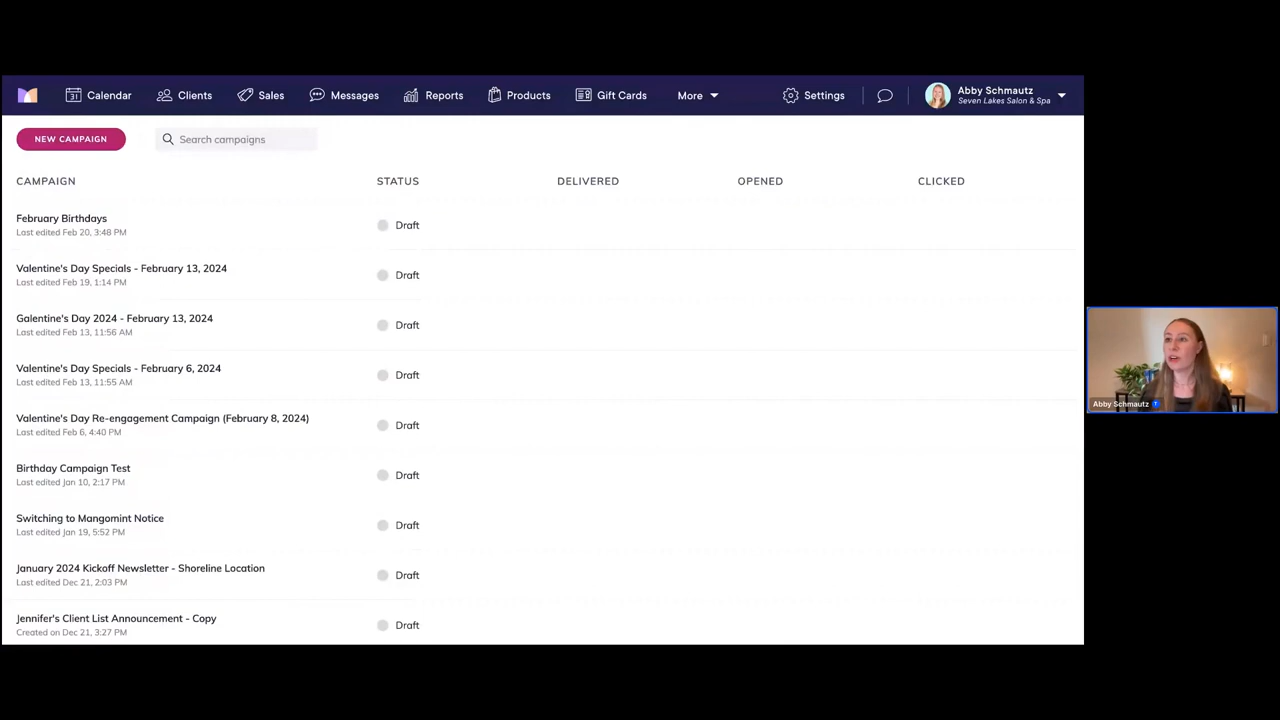 Calendar Clients Sales Messages Reports Products Gift Cards More Settings Abby Schmautz
Seven Lakes Salon & Spa
NEW CAMPAIGN Search campaigns
CAMPAIGN STATUS DELIVERED OPENED CLICKED
February Birthdays
Last edited Feb 20, 3:48 PM
Draft
Valentine's Day Specials - February 13, 2024
Last edited Feb 19, 1:14 PM
Draft
Galentine's Day 2024 - February 13, 2024
Last edited Feb 13, 11:56 AM
Draft
Valentine's Day Specials - February 6, 2024
Last edited Feb 13, 11:55 AM
Draft
Valentine's Day Re-engagement Campaign (February 8, 2024)
Last edited Feb 6, 4:40 PM
Draft
Birthday Campaign Test
Last edited Jan 10, 2:17 PM
Draft
Switching to Mangomint Notice
Last edited Jan 19, 5:52 PM
Draft
January 2024 Kickoff Newsletter - Shoreline Location
Last edited Dec 21, 2:03 PM
Draft
Jennifer's Client List Announcement - Copy
Created on Dec 21, 3:27 PM
Draft
Abby Schmautz